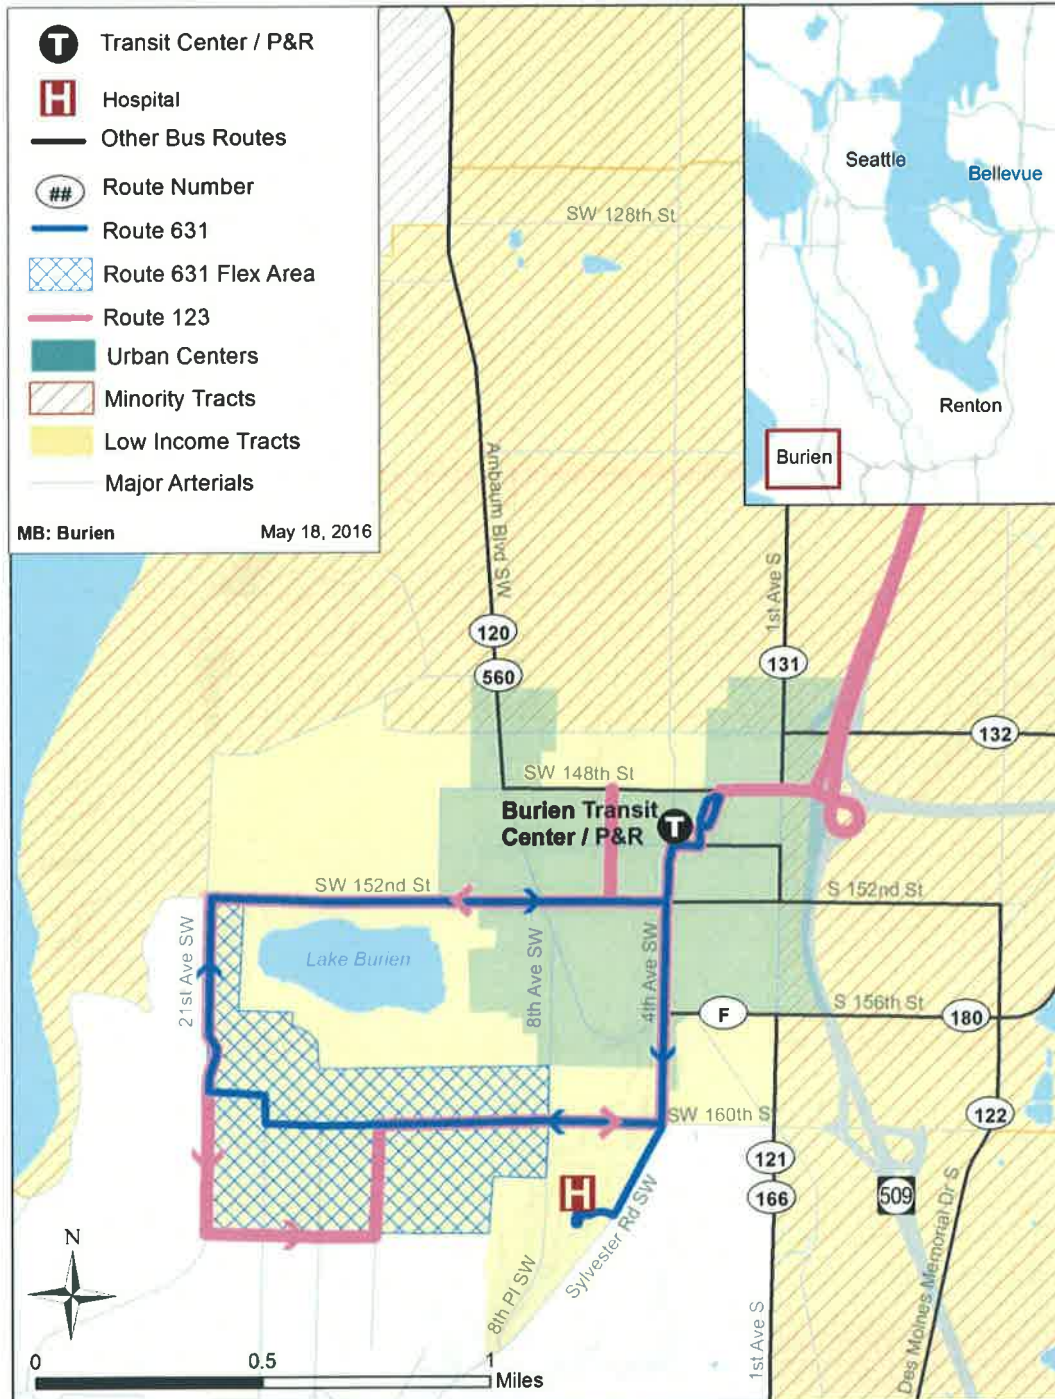 T
Transit Center / P&R
H
Hospital
Other Bus Routes
##
Route Number
Route 631
Route 631 Flex Area
Route 123
Urban Centers
Minority Tracts
Low Income Tracts
Major Arterials
MB: Burien
May 18, 2016
Seattle
Bellevue
Renton
Burien
SW 128th St
Ambaum Blvd SW
1st Ave S
120
560
131
132
SW 148th St
Burien Transit
Center / P&R
T
SW 152nd St
S 152nd St
Lake Burien
21st Ave SW
8th Ave SW
4th Ave SW
S 156th St
F
180
SW 160th S
122
121
166
509
H
Sylvester Rd SW
8th Pl SW
1st Ave S
Des Moines Memorial Dr S
N
0
0.5
1
Miles